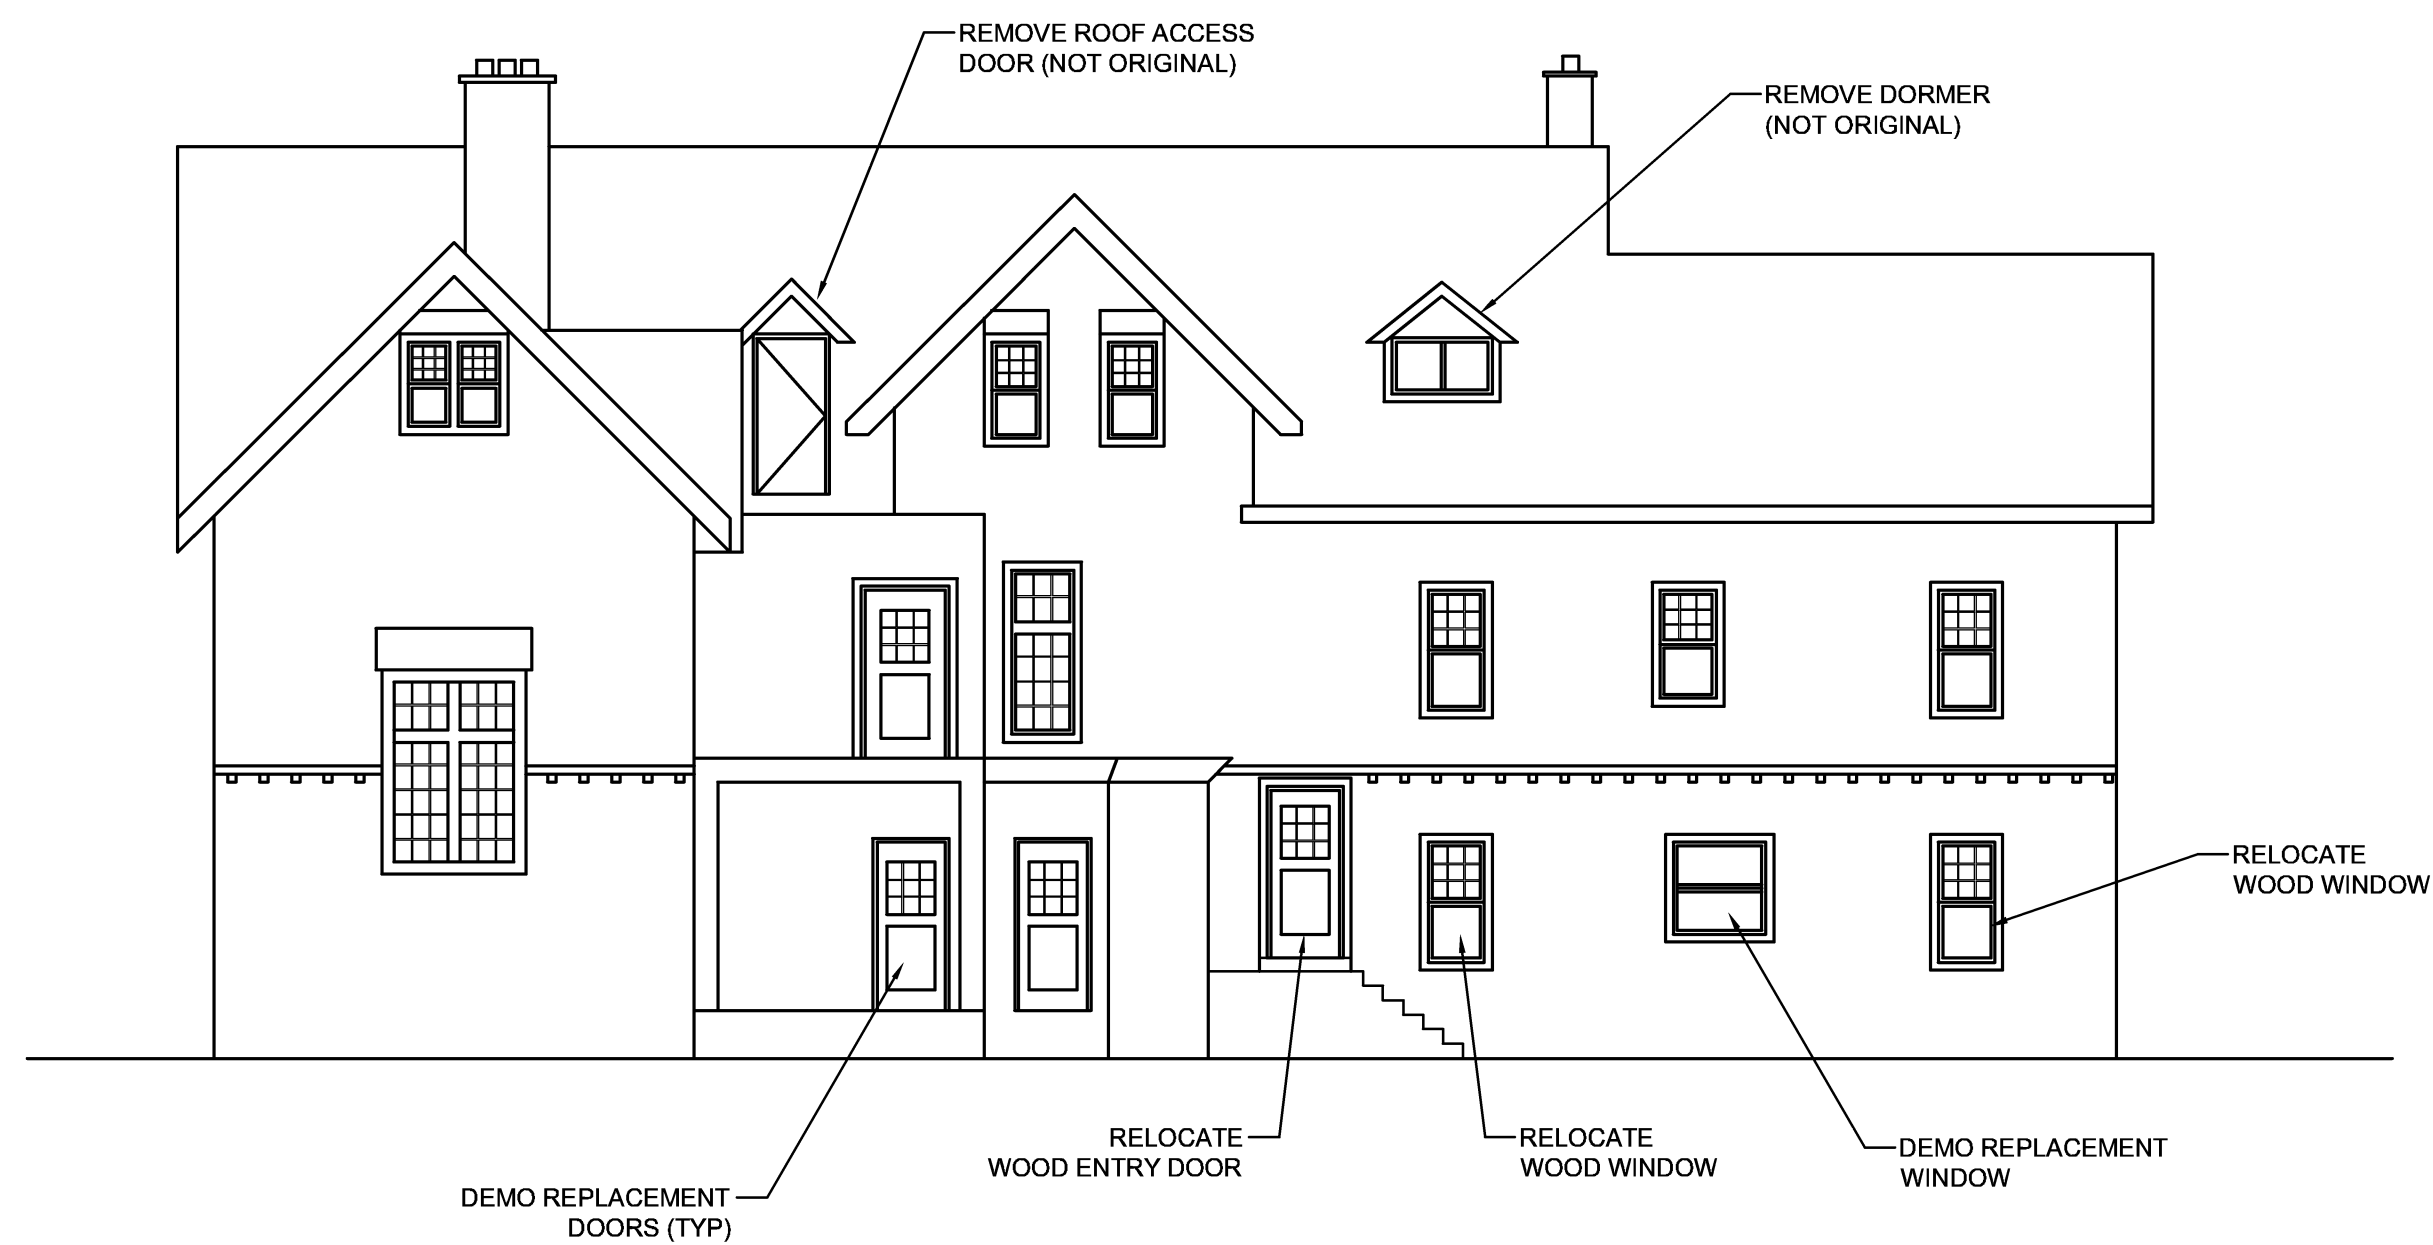 REMOVE ROOF ACCESS
DOOR (NOT ORIGINAL)
REMOVE DORMER
(NOT ORIGINAL)
RELOCATE
WOOD WINDOW
RELOCATE
WOOD ENTRY DOOR
RELOCATE
WOOD WINDOW
DEMO REPLACEMENT
WINDOW
DEMO REPLACEMENT
DOORS (TYP)